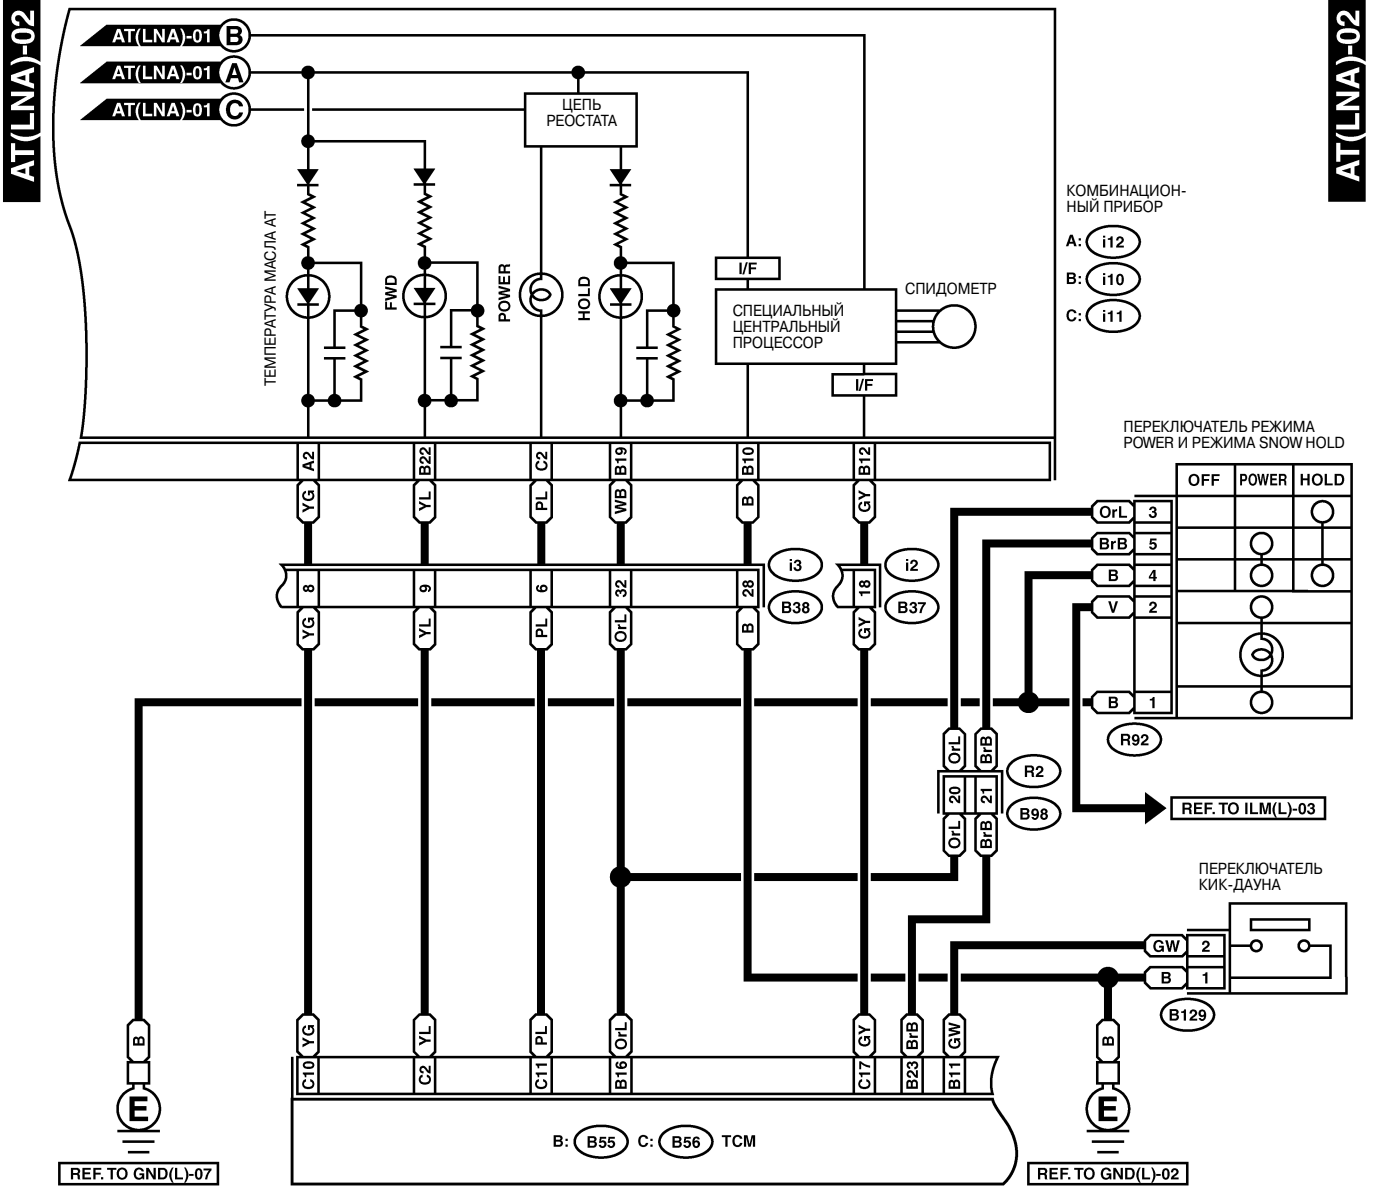 AT(LNA)-02
AT(LNA)-02
AT(LNA)-01 B
AT(LNA)-01 A
AT(LNA)-01 C
ЦЕПЬ
РЕОСТАТА
КОМБИНАЦИОН-
НЫЙ ПРИБОР
A: i12
B: i10
C: i11
ТЕМПЕРАТУРА МАСЛА АТ
FWD
POWER
HOLD
I/F
СПЕЦИАЛЬНЫЙ
ЦЕНТРАЛЬНЫЙ
ПРОЦЕССОР
СПИДОМЕТР
I/F
A2 B22 C2 B19 B10 B12
YG YL PL WB B GY
8 9 6 32 28 18
i3 i2
B38 B37
YG YL PL OrL B GY
ПЕРЕКЛЮЧАТЕЛЬ РЕЖИМА
POWER И РЕЖИМА SNOW HOLD
OFF POWER HOLD
OrL 3
BrB 5
B 4
V 2
B 1
R92
OrL BrB
20 21
R2
B98
OrL BrB
REF. TO ILM(L)-03
ПЕРЕКЛЮЧАТЕЛЬ
КИК-ДАУНА
GW 2
B 1
B129
B YG YL PL OrL GY BrB GW B
C10 C2 C11 B16 C17 B23 B11
E
E
B: B55 C: B56 TCM
REF. TO GND(L)-07
REF. TO GND(L)-02